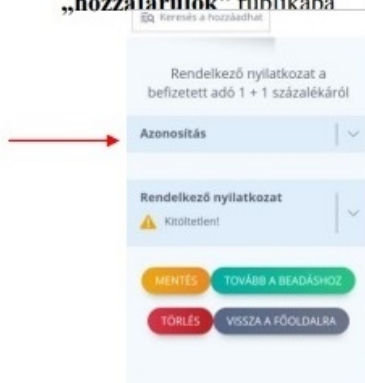 „hozzájárulok” rubrikába
Keresés a hozzáadhat
Rendelkező nyilatkozat a
befizetett adó 1 + 1 százalékáról
Azonosítás
Rendelkező nyilatkozat
Kitöltetlen!
MENTÉS
TOVÁBB A BEADÁSHOZ
TÖRLÉS
VISSZA A FŐOLDALRA